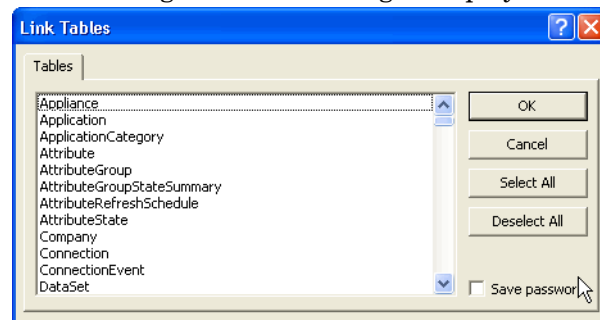 Link Tables
Tables
Appliance
Application
ApplicationCategory
Attribute
AttributeGroup
AttributeGroupStateSummary
AttributeRefreshSchedule
AttributeState
Company
Connection
ConnectionEvent
DataSet
OK
Cancel
Select All
Deselect All
Save password